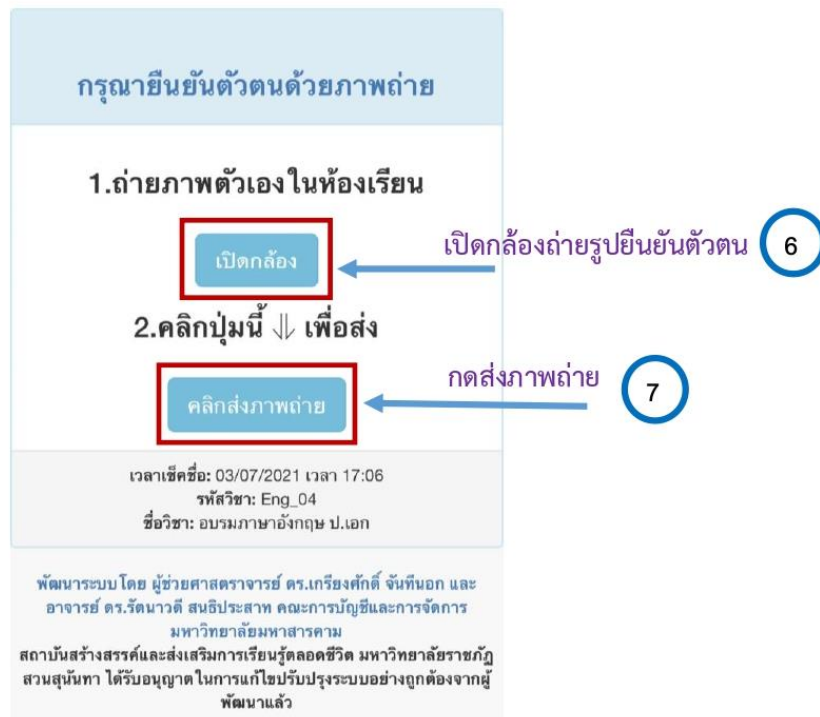 กรุณายืนยันตัวตนด้วยภาพถ่าย
1.ถ่ายภาพตัวเองในห้องเรียน
เปิดกล้อง
เปิดกล้องถ่ายรูปยืนยันตัวตน
6
2.คลิกปุ่มนี้ ⇓ เพื่อส่ง
กดส่งภาพถ่าย
7
คลิกส่งภาพถ่าย
เวลาเช็คชื่อ: 03/07/2021 เวลา 17:06
รหัสวิชา: Eng_04
ชื่อวิชา: อบรมภาษาอังกฤษ ป.เอก
พัฒนาระบบโดย ผู้ช่วยศาสตราจารย์ ดร.เกรียงศักดิ์ จันทีนอก และ
อาจารย์ ดร.รัตนาวดี สนธิประสาท คณะการบัญชีและการจัดการ
มหาวิทยาลัยมหาสารคาม
สถาบันสร้างสรรค์และส่งเสริมการเรียนรู้ตลอดชีวิต มหาวิทยาลัยราชภัฏ
สวนสุนันทา ได้รับอนุญาตในการแก้ไขปรับปรุงระบบอย่างถูกต้องจากผู้
พัฒนาแล้ว